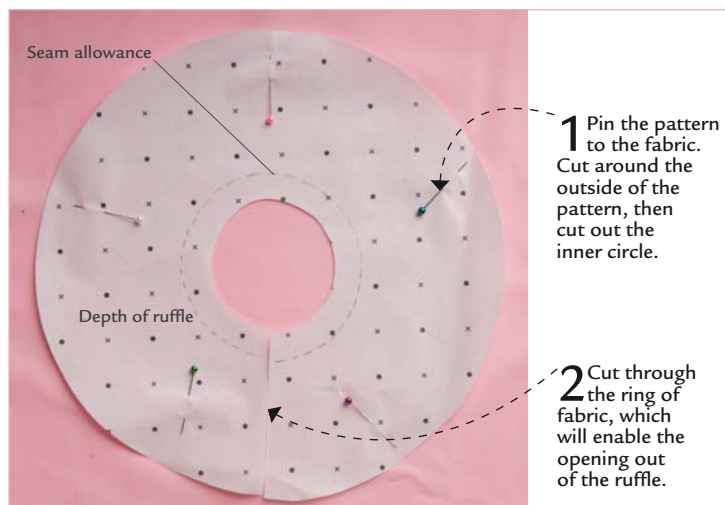 Seam allowance
Depth of ruffle
1 Pin the pattern
to the fabric.
Cut around the
outside of the
pattern, then
cut out the
inner circle.
2 Cut through
the ring of
fabric, which
will enable the
opening out
of the ruffle.